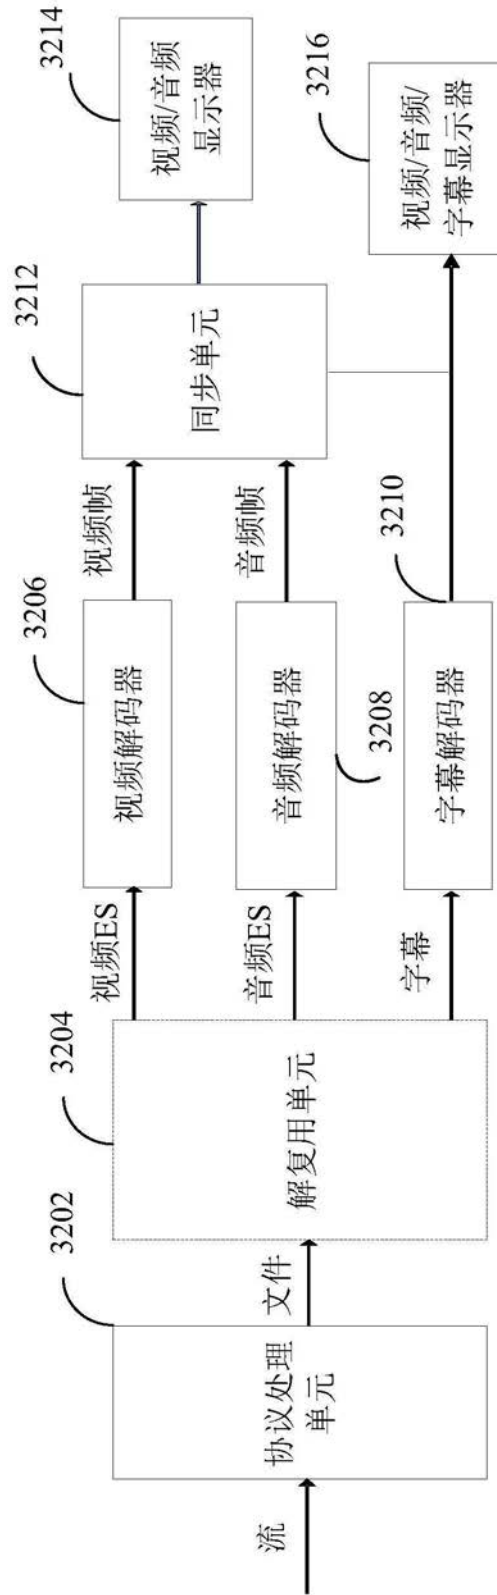 流
协议处理
单元
3202
文件
解复用单元
3204
视频ES
音频ES
字幕
视频解码器
3206
音频解码器
3208
字幕解码器
3210
视频帧
音频帧
同步单元
3212
视频/音频
显示器
3214
视频/音频/
字幕显示器
3216